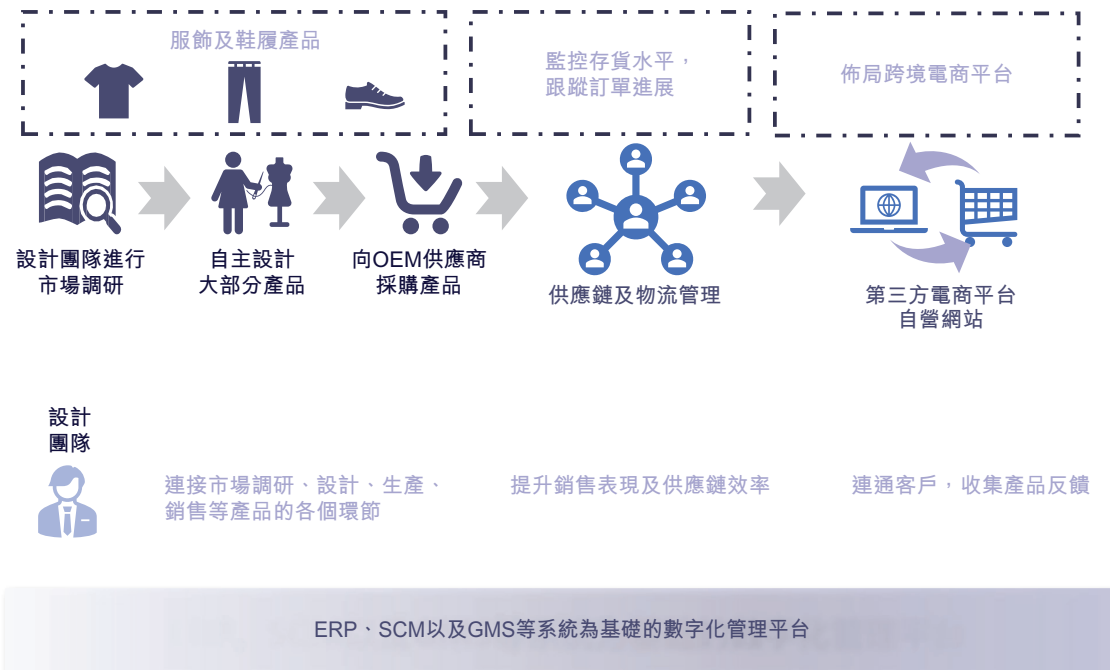 服飾及鞋履產品
監控存貨水平，
跟蹤訂單進展
佈局跨境電商平台
設計團隊進行
市場調研
自主設計
大部分產品
向OEM供應商
採購產品
供應鏈及物流管理
第三方電商平台
自營網站
設計
團隊
連接市場調研、設計、生產、
銷售等產品的各個環節
提升銷售表現及供應鏈效率
連通客戶，收集產品反饋
ERP、SCM以及GMS等系統為基礎的數字化管理平台